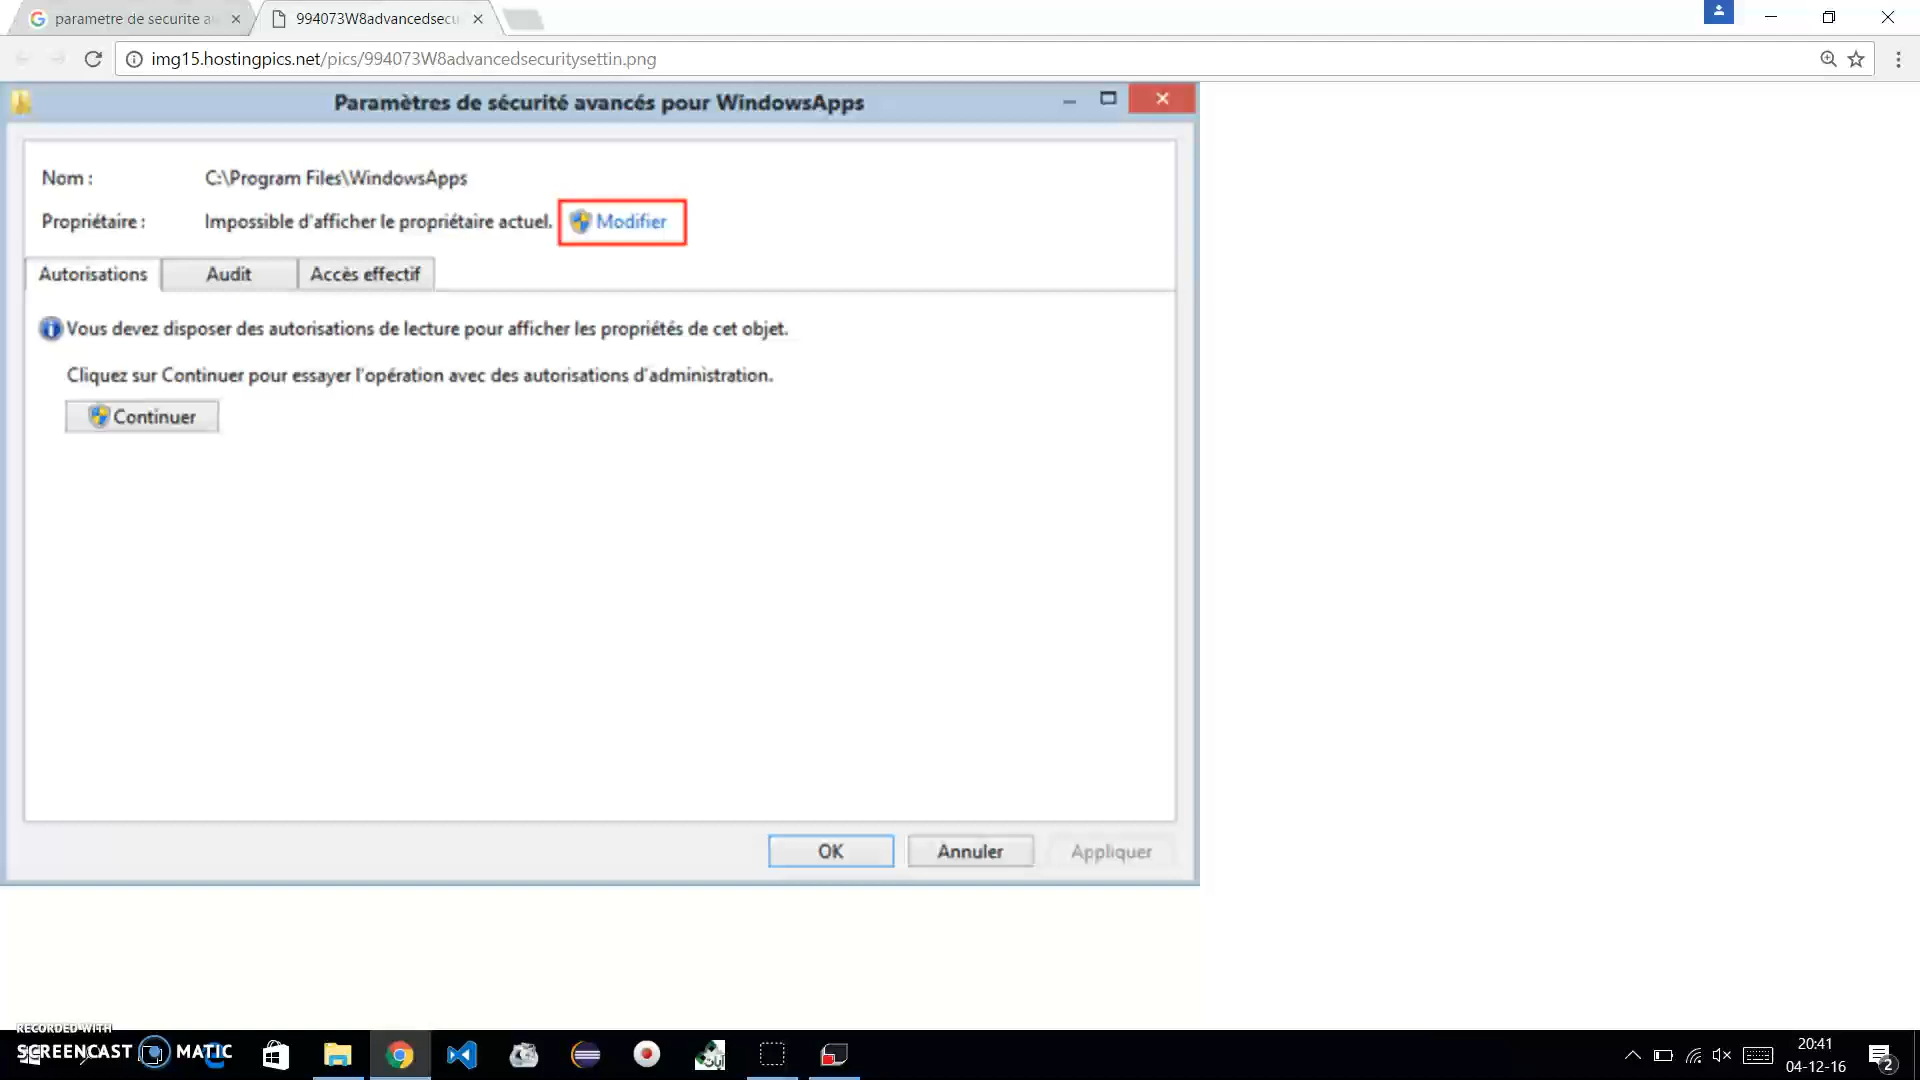 parametre de securite a
994073W8advancedsecu
img15.hostingpics.net/pics/994073W8advancedsecuritysettin.png
Paramètres de sécurité avancés pour WindowsApps
Nom : C:\Program Files\WindowsApps
Propriétaire : Impossible d'afficher le propriétaire actuel. Modifier
Autorisations Audit Accès effectif
Vous devez disposer des autorisations de lecture pour afficher les propriétés de cet objet.
Cliquez sur Continuer pour essayer l'opération avec des autorisations d'administration.
Continuer
OK Annuler Appliquer
RECORDED WITH
SCREENCAST MATIC
20:41
04-12-16
2